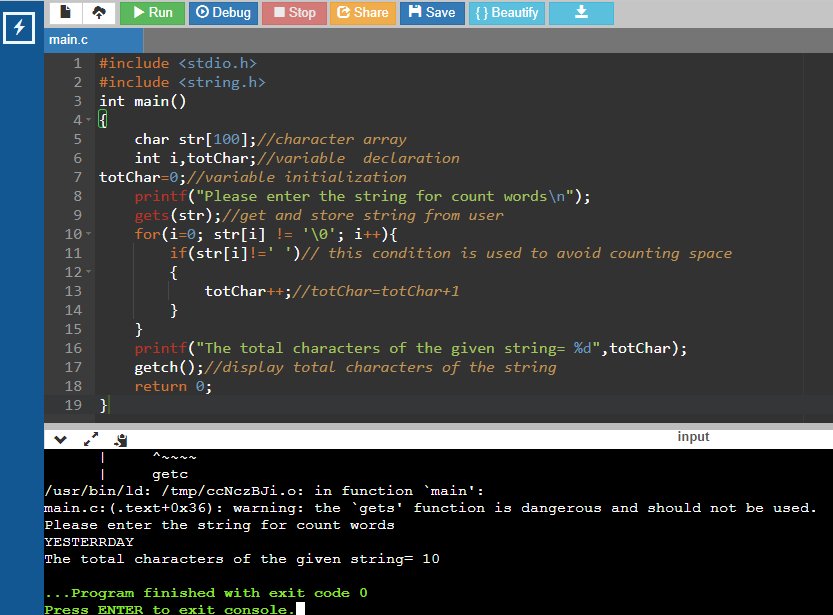 Run Debug Stop Share Save { } Beautify
main.c
1 #include <stdio.h>
2 #include <string.h>
3 int main()
4 {
5 char str[100];//character array
6 int i,totChar;//variable  declaration
7 totChar=0;//variable initialization
8 printf("Please enter the string for count words\n");
9 gets(str);//get and store string from user
10 for(i=0; str[i] != '\0'; i++){
11 if(str[i]!=' ')// this condition is used to avoid counting space
12 {
13 totChar++;//totChar=totChar+1
14 }
15 }
16 printf("The total characters of the given string= %d",totChar);
17 getch();//display total characters of the string
18 return 0;
19 }
input
| ^~~~~
| getc
/usr/bin/ld: /tmp/ccNczBJi.o: in function `main':
main.c:(.text+0x36): warning: the `gets' function is dangerous and should not be used.
Please enter the string for count words
YESTERRDAY
The total characters of the given string= 10
...Program finished with exit code 0
Press ENTER to exit console.